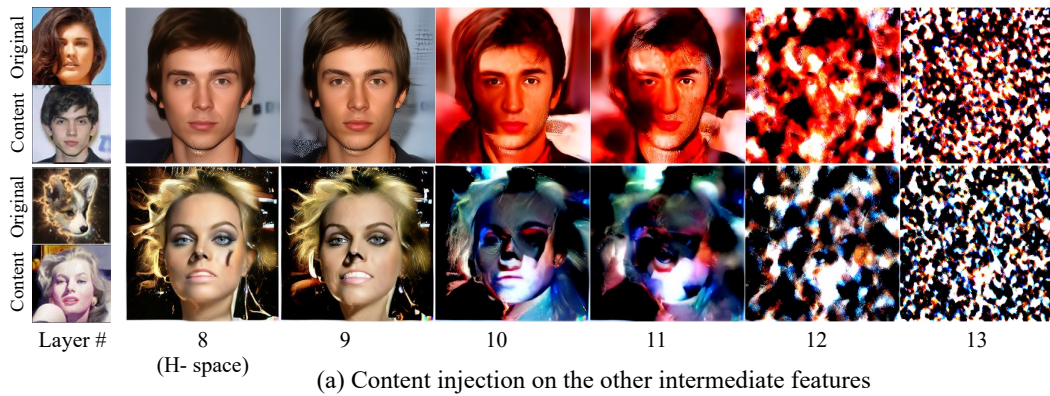 Original
Content
Original
Content
Layer # 8 9 10 11 12 13
(H- space)
(a) Content injection on the other intermediate features